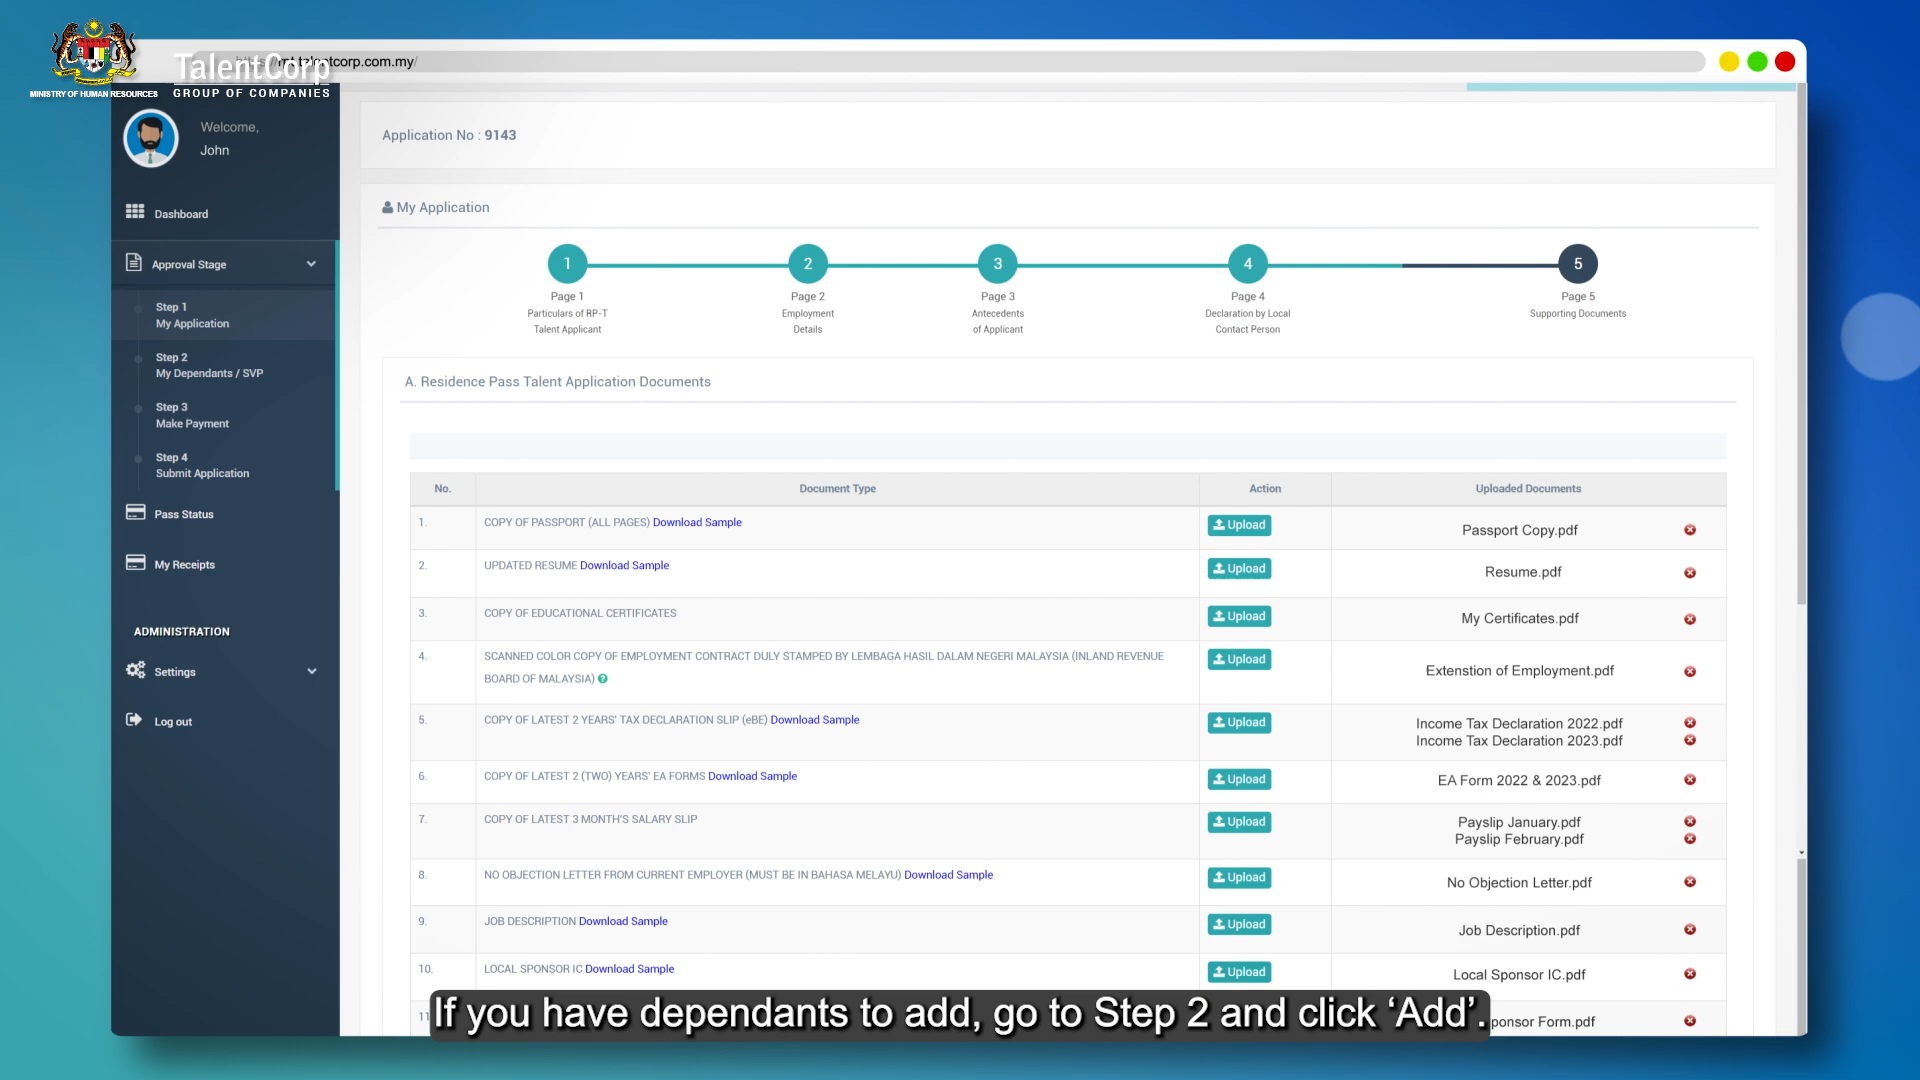 MINISTRY OF HUMAN RESOURCES
TalentCorp
GROUP OF COMPANIES
talentcorp.com.my/
Welcome,
John
Dashboard
Approval Stage
Step 1
My Application
Step 2
My Dependants / SVP
Step 3
Make Payment
Step 4
Submit Application
Pass Status
My Receipts
ADMINISTRATION
Settings
Log out
Application No : 9143
My Application
1
2
3
4
5
Page 1
Particulars of RP-T
Talent Applicant
Page 2
Employment
Details
Page 3
Antecedents
of Applicant
Page 4
Declaration by Local
Contact Person
Page 5
Supporting Documents
A. Residence Pass Talent Application Documents
No. Document Type Action Uploaded Documents
1. COPY OF PASSPORT (ALL PAGES) Download Sample Upload Passport Copy.pdf
2. UPDATED RESUME Download Sample Upload Resume.pdf
3. COPY OF EDUCATIONAL CERTIFICATES Upload My Certificates.pdf
4. SCANNED COLOR COPY OF EMPLOYMENT CONTRACT DULY STAMPED BY LEMBAGA HASIL DALAM NEGERI MALAYSIA (INLAND REVENUE
BOARD OF MALAYSIA) Upload Extenstion of Employment.pdf
5. COPY OF LATEST 2 YEARS' TAX DECLARATION SLIP (eBE) Download Sample Upload Income Tax Declaration 2022.pdf
Income Tax Declaration 2023.pdf
6. COPY OF LATEST 2 (TWO) YEARS' EA FORMS Download Sample Upload EA Form 2022 & 2023.pdf
7. COPY OF LATEST 3 MONTH'S SALARY SLIP Upload Payslip January.pdf
Payslip February.pdf
8. NO OBJECTION LETTER FROM CURRENT EMPLOYER (MUST BE IN BAHASA MELAYU) Download Sample Upload No Objection Letter.pdf
9. JOB DESCRIPTION Download Sample Upload Job Description.pdf
10. LOCAL SPONSOR IC Download Sample Upload Local Sponsor IC.pdf
11 ponsor Form.pdf
If you have dependants to add, go to Step 2 and click ‘Add’.